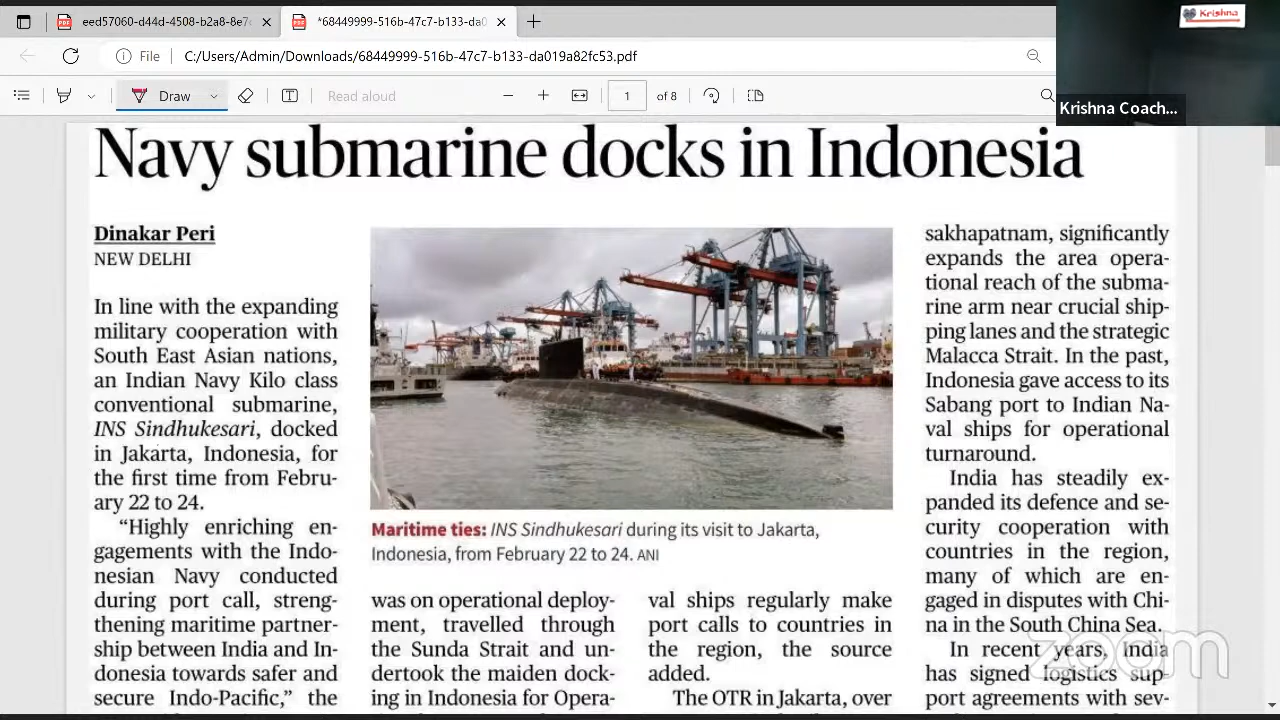 eed57060-d44d-4508-b2a8-8e7
*68449999-516b-47c7-b133-da0
Krishna
File
C:/Users/Admin/Downloads/68449999-516b-47c7-b133-da019a82fc53.pdf
Draw
Read aloud
1
of 8
Krishna Coach...
Navy submarine docks in Indonesia
Dinakar Peri
NEW DELHI
In line with the expanding
military cooperation with
South East Asian nations,
an Indian Navy Kilo class
conventional submarine,
INS Sindhukesari, docked
in Jakarta, Indonesia, for
the first time from Febru-
ary 22 to 24.
“Highly enriching en-
gagements with the Indo-
nesian Navy conducted
during port call, streng-
thening maritime partner-
ship between India and In-
donesia towards safer and
secure Indo-Pacific,” the
Maritime ties: INS Sindhukesari during its visit to Jakarta,
Indonesia, from February 22 to 24. ANI
was on operational deploy-
ment, travelled through
the Sunda Strait and un-
dertook the maiden dock-
ing in Indonesia for Opera-
val ships regularly make
port calls to countries in
the region, the source
added.
The OTR in Jakarta, over
sakhapatnam, significantly
expands the area opera-
tional reach of the subma-
rine arm near crucial ship-
ping lanes and the strategic
Malacca Strait. In the past,
Indonesia gave access to its
Sabang port to Indian Na-
val ships for operational
turnaround.
India has steadily ex-
panded its defence and se-
curity cooperation with
countries in the region,
many of which are en-
gaged in disputes with Chi-
na in the South China Sea.
In recent years, India
has signed logistics sup-
port agreements with sev-
zoom